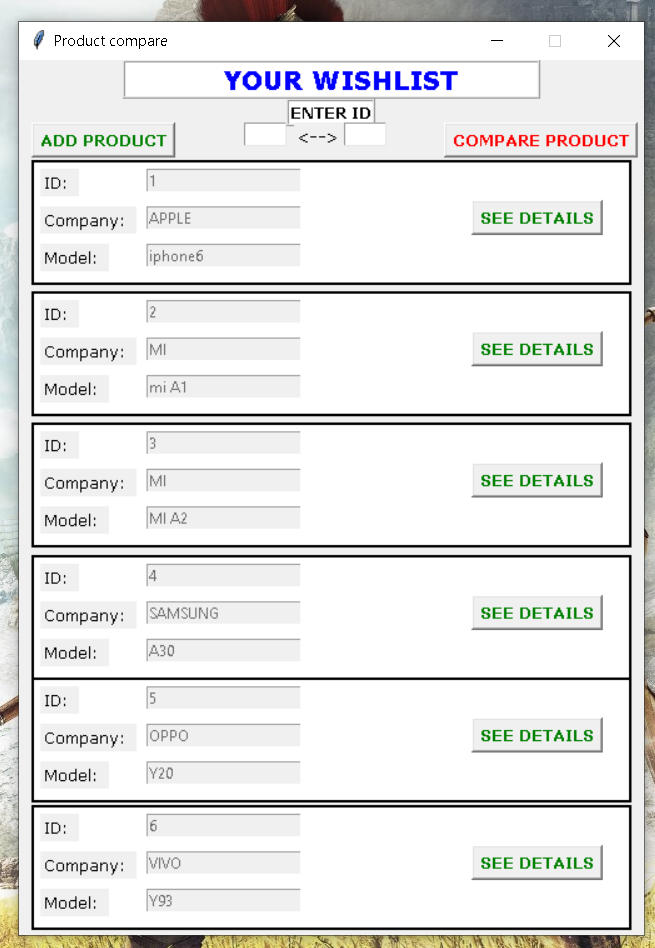 Product compare
YOUR WISHLIST
ENTER ID
ADD PRODUCT <--> COMPARE PRODUCT
ID: 1
Company: APPLE SEE DETAILS
Model: iphone6
ID: 2
Company: MI SEE DETAILS
Model: mi A1
ID: 3
Company: MI SEE DETAILS
Model: MI A2
ID: 4
Company: SAMSUNG SEE DETAILS
Model: A30
ID: 5
Company: OPPO SEE DETAILS
Model: Y20
ID: 6
Company: VIVO SEE DETAILS
Model: Y93